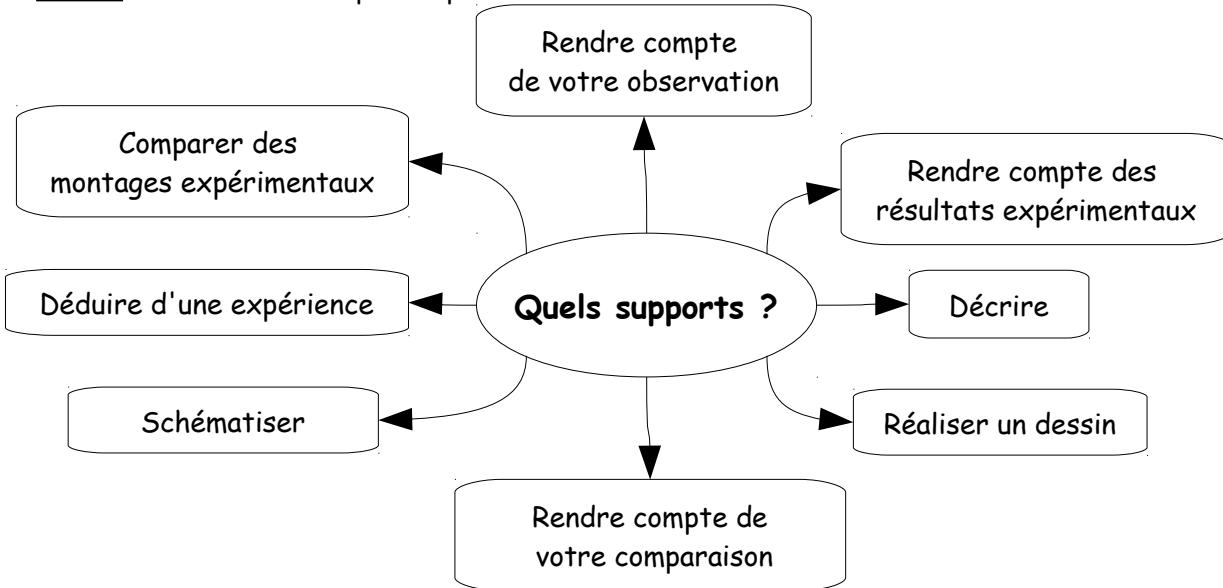 Rendre compte
de votre observation
Comparer des
montages expérimentaux
Rendre compte des
résultats expérimentaux
Déduire d'une expérience
Quels supports ?
Décrire
Schématiser
Réaliser un dessin
Rendre compte de
votre comparaison